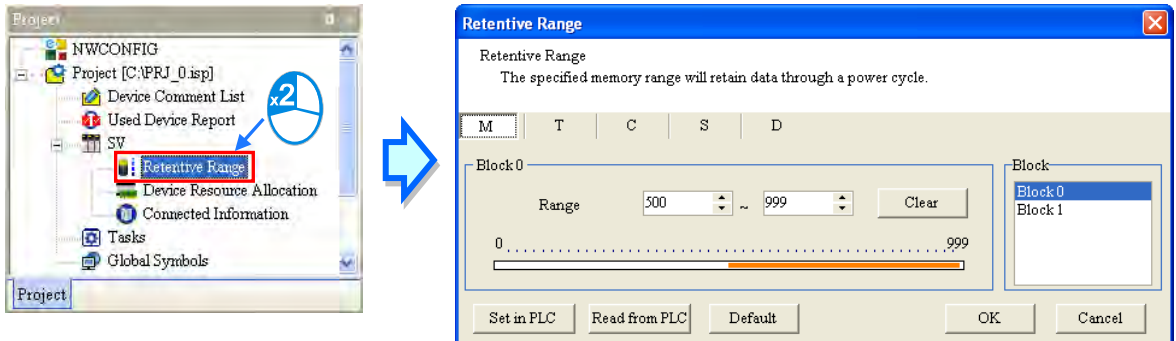 Project
NWCONFIG
Project [C:\PRJ_0.isp]
Device Comment List
Used Device Report
SV
Retentive Range
Device Resource Allocation
Connected Information
Tasks
Global Symbols
Project
x2
Retentive Range
Retentive Range
The specified memory range will retain data through a power cycle.
M T C S D
Block 0
Range 500 ~ 999 Clear
0 999
Block
Block 0
Block 1
Set in PLC Read from PLC Default OK Cancel